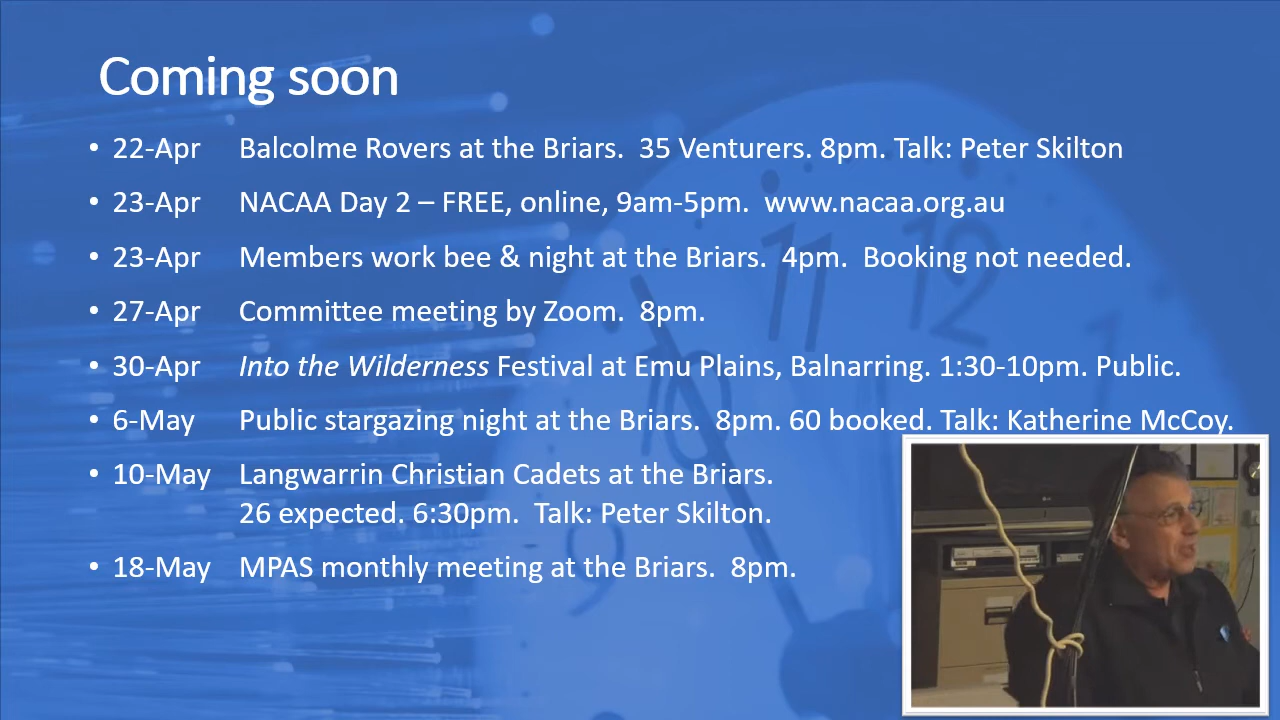 Coming soon
• 22-Apr Balcolme Rovers at the Briars. 35 Venturers. 8pm. Talk: Peter Skilton
• 23-Apr NACAA Day 2 – FREE, online, 9am-5pm. www.nacaa.org.au
• 23-Apr Members work bee & night at the Briars. 4pm. Booking not needed.
• 27-Apr Committee meeting by Zoom. 8pm.
• 30-Apr Into the Wilderness Festival at Emu Plains, Balnarring. 1:30-10pm. Public.
• 6-May Public stargazing night at the Briars. 8pm. 60 booked. Talk: Katherine McCoy.
• 10-May Langwarrin Christian Cadets at the Briars.
26 expected. 6:30pm. Talk: Peter Skilton.
• 18-May MPAS monthly meeting at the Briars. 8pm.
11
12
1
10
9